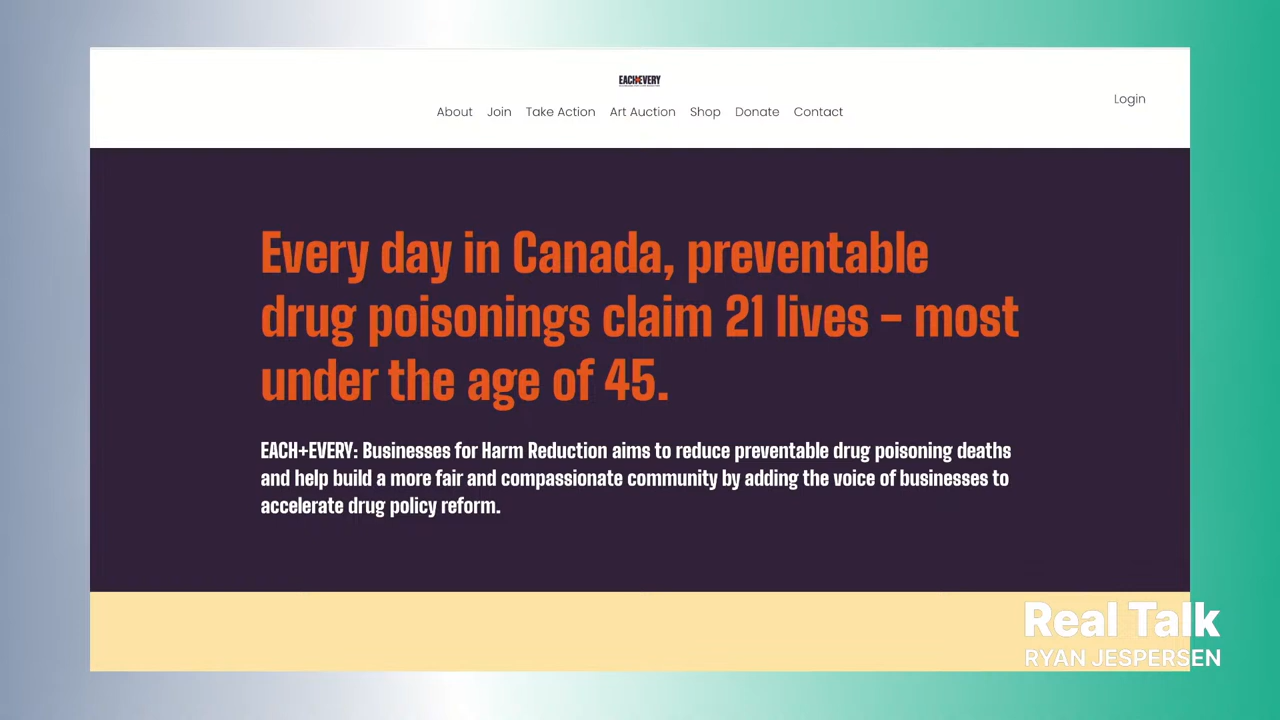 EACH+EVERY
About Join Take Action Art Auction Shop Donate Contact
Login
Every day in Canada, preventable
drug poisonings claim 21 lives – most
under the age of 45.
EACH+EVERY: Businesses for Harm Reduction aims to reduce preventable drug poisoning deaths
and help build a more fair and compassionate community by adding the voice of businesses to
accelerate drug policy reform.
Real Talk
RYAN JESPERSEN